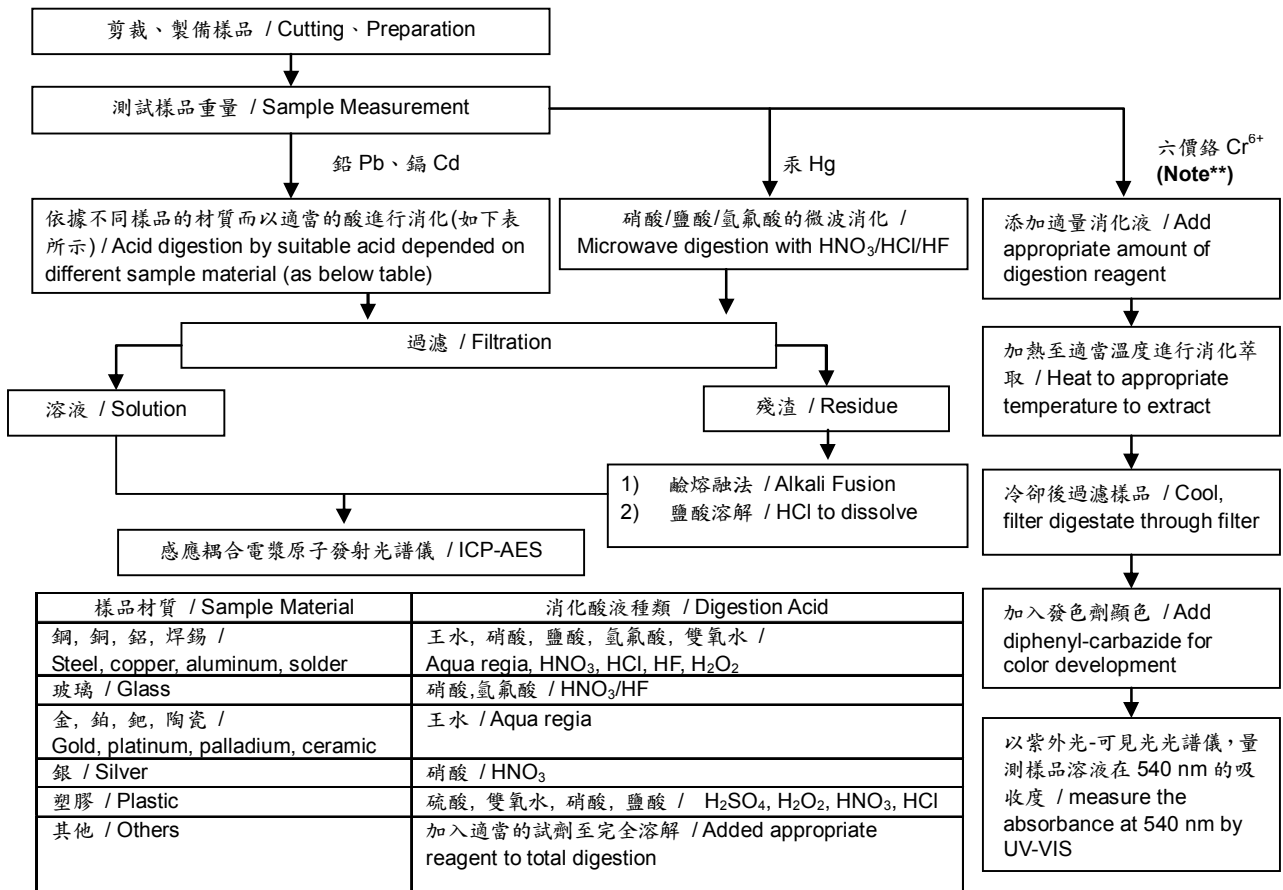 剪裁、製備樣品 / Cutting、Preparation
測試樣品重量 / Sample Measurement
鉛 Pb、鎘 Cd
汞 Hg
六價鉻 Cr⁶⁺
(Note**)
依據不同樣品的材質而以適當的酸進行消化(如下表
所示) / Acid digestion by suitable acid depended on
different sample material (as below table)
硝酸/鹽酸/氫氟酸的微波消化 /
Microwave digestion with HNO₃/HCl/HF
添加適量消化液 / Add
appropriate amount of
digestion reagent
過濾 / Filtration
加熱至適當溫度進行消化萃
取 / Heat to appropriate
temperature to extract
溶液 / Solution
殘渣 / Residue
1) 鹼熔融法 / Alkali Fusion
2) 鹽酸溶解 / HCl to dissolve
冷卻後過濾樣品 / Cool,
filter digestate through filter
感應耦合電漿原子發射光譜儀 / ICP-AES
加入發色劑顯色 / Add
diphenyl-carbazide for
color development
以紫外光-可見光光譜儀，量
測樣品溶液在 540 nm 的吸
收度 / measure the
absorbance at 540 nm by
UV-VIS
樣品材質 / Sample Material
消化酸液種類 / Digestion Acid
鋼, 銅, 鋁, 焊錫 /
Steel, copper, aluminum, solder
王水, 硝酸, 鹽酸, 氫氟酸, 雙氧水 /
Aqua regia, HNO₃, HCl, HF, H₂O₂
玻璃 / Glass
硝酸,氫氟酸 / HNO₃/HF
金, 鉑, 鈀, 陶瓷 /
Gold, platinum, palladium, ceramic
王水 / Aqua regia
銀 / Silver
硝酸 / HNO₃
塑膠 / Plastic
硫酸, 雙氧水, 硝酸, 鹽酸 / H₂SO₄, H₂O₂, HNO₃, HCl
其他 / Others
加入適當的試劑至完全溶解 / Added appropriate
reagent to total digestion